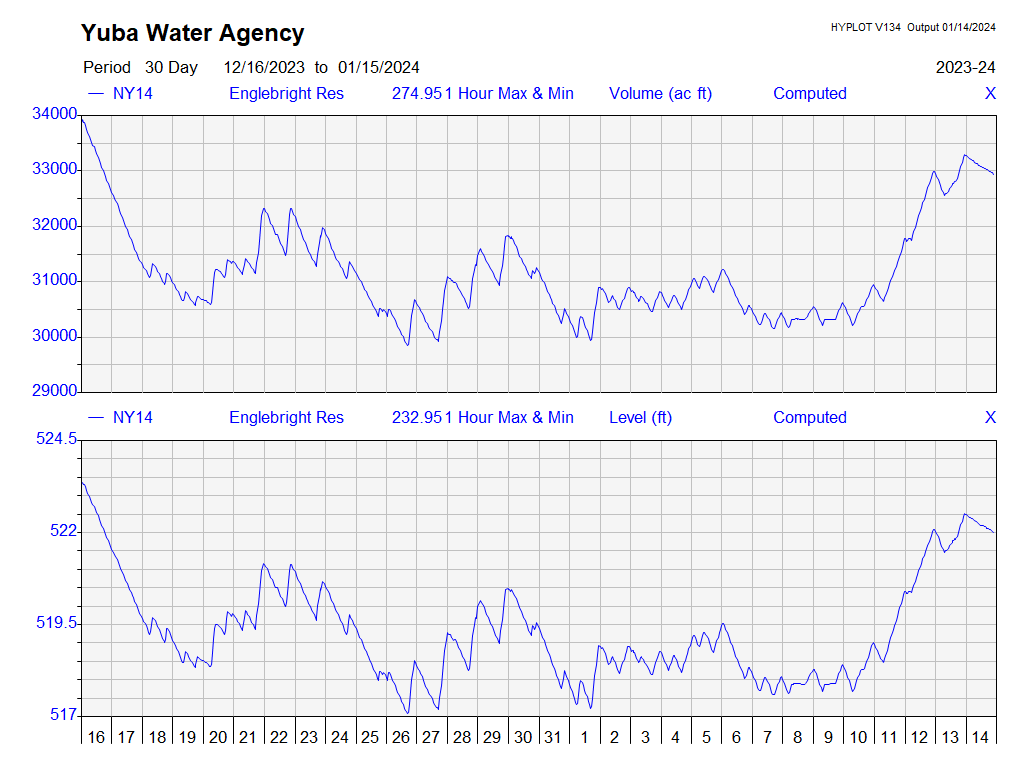 Yuba Water Agency
HYPLOT V134 Output 01/14/2024
Period 30 Day 12/16/2023 to 01/15/2024 2023-24
NY14 Englebright Res 274.951 Hour Max & Min Volume (ac ft) Computed X
34000
33000
32000
31000
30000
29000
NY14 Englebright Res 232.951 Hour Max & Min Level (ft) Computed X
524.5
522
519.5
517
16 17 18 19 20 21 22 23 24 25 26 27 28 29 30 31 1 2 3 4 5 6 7 8 9 10 11 12 13 14